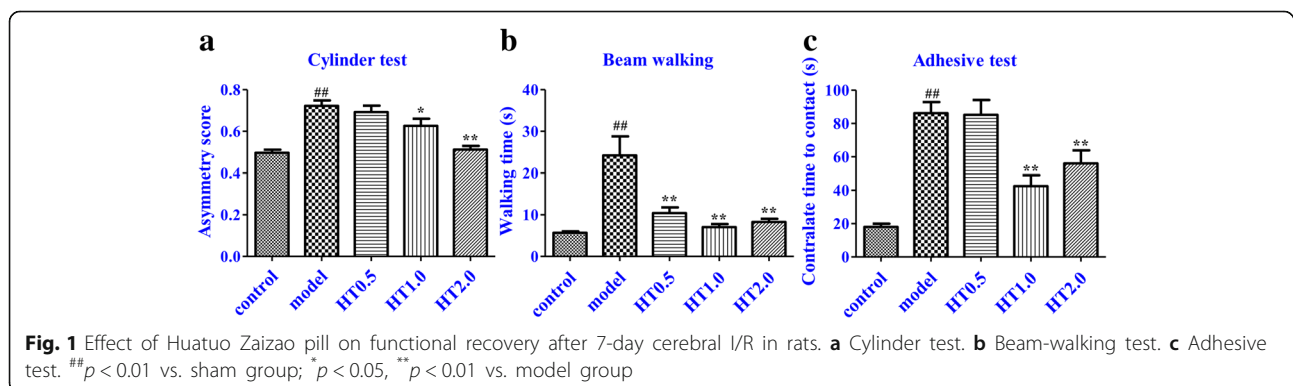 a
Cylinder test
Asymmetry score
0.8
0.6
0.4
0.2
0.0
##
*
**
control
model
HT0.5
HT1.0
HT2.0
b
Beam walking
Walking time (s)
40
30
20
10
0
##
**
**
**
control
model
HT0.5
HT1.0
HT2.0
c
Adhesive test
Contralate time to contact (s)
100
80
60
40
20
0
##
**
**
control
model
HT0.5
HT1.0
HT2.0
Fig. 1 Effect of Huatuo Zaizao pill on functional recovery after 7-day cerebral I/R in rats. a Cylinder test. b Beam-walking test. c Adhesive
test. ##p < 0.01 vs. sham group; *p < 0.05, **p < 0.01 vs. model group